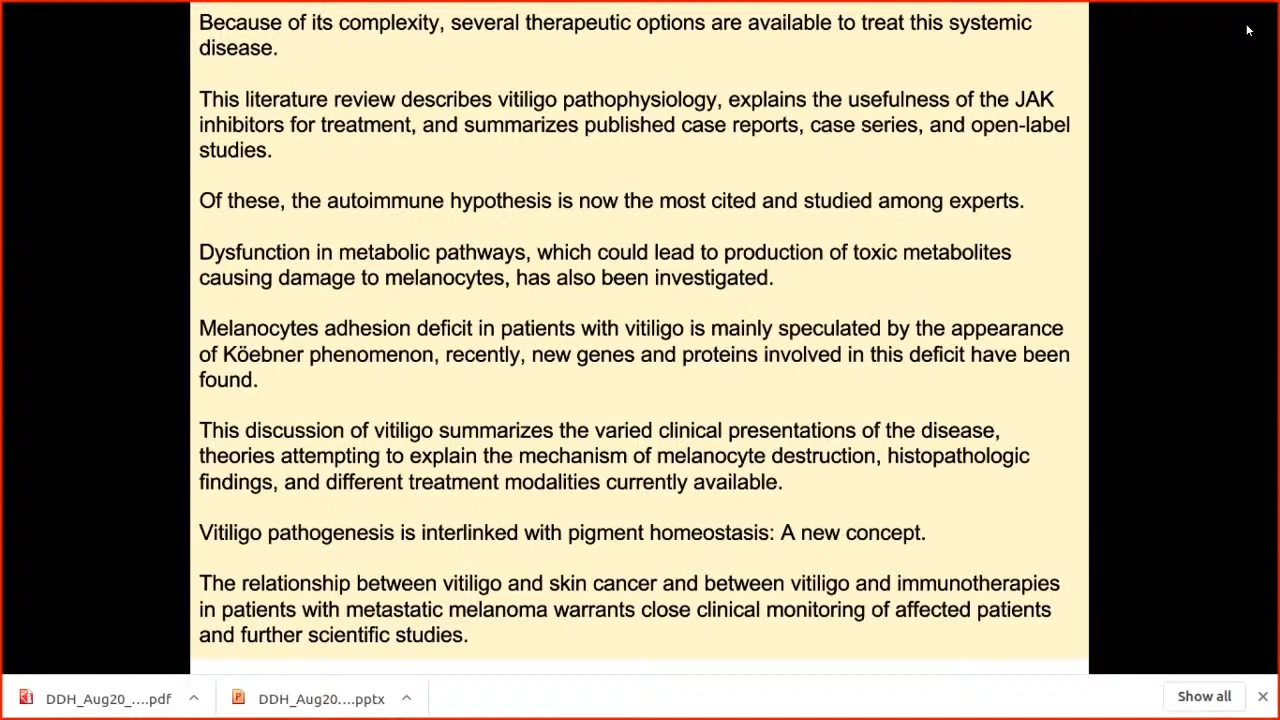 Because of its complexity, several therapeutic options are available to treat this systemic
disease.
This literature review describes vitiligo pathophysiology, explains the usefulness of the JAK
inhibitors for treatment, and summarizes published case reports, case series, and open-label
studies.
Of these, the autoimmune hypothesis is now the most cited and studied among experts.
Dysfunction in metabolic pathways, which could lead to production of toxic metabolites
causing damage to melanocytes, has also been investigated.
Melanocytes adhesion deficit in patients with vitiligo is mainly speculated by the appearance
of Köebner phenomenon, recently, new genes and proteins involved in this deficit have been
found.
This discussion of vitiligo summarizes the varied clinical presentations of the disease,
theories attempting to explain the mechanism of melanocyte destruction, histopathologic
findings, and different treatment modalities currently available.
Vitiligo pathogenesis is interlinked with pigment homeostasis: A new concept.
The relationship between vitiligo and skin cancer and between vitiligo and immunotherapies
in patients with metastatic melanoma warrants close clinical monitoring of affected patients
and further scientific studies.
DDH_Aug20_....pdf DDH_Aug20....pptx Show all